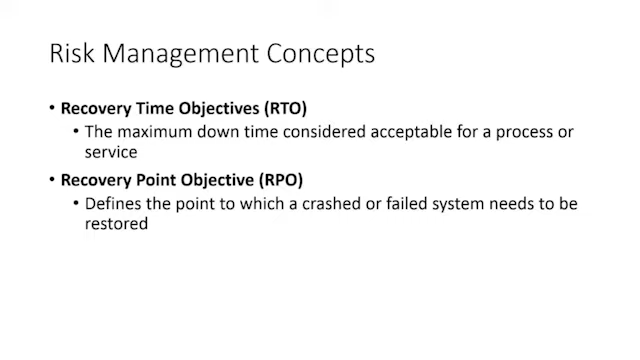 Risk Management Concepts
• Recovery Time Objectives (RTO)
• The maximum down time considered acceptable for a process or
service
• Recovery Point Objective (RPO)
• Defines the point to which a crashed or failed system needs to be
restored